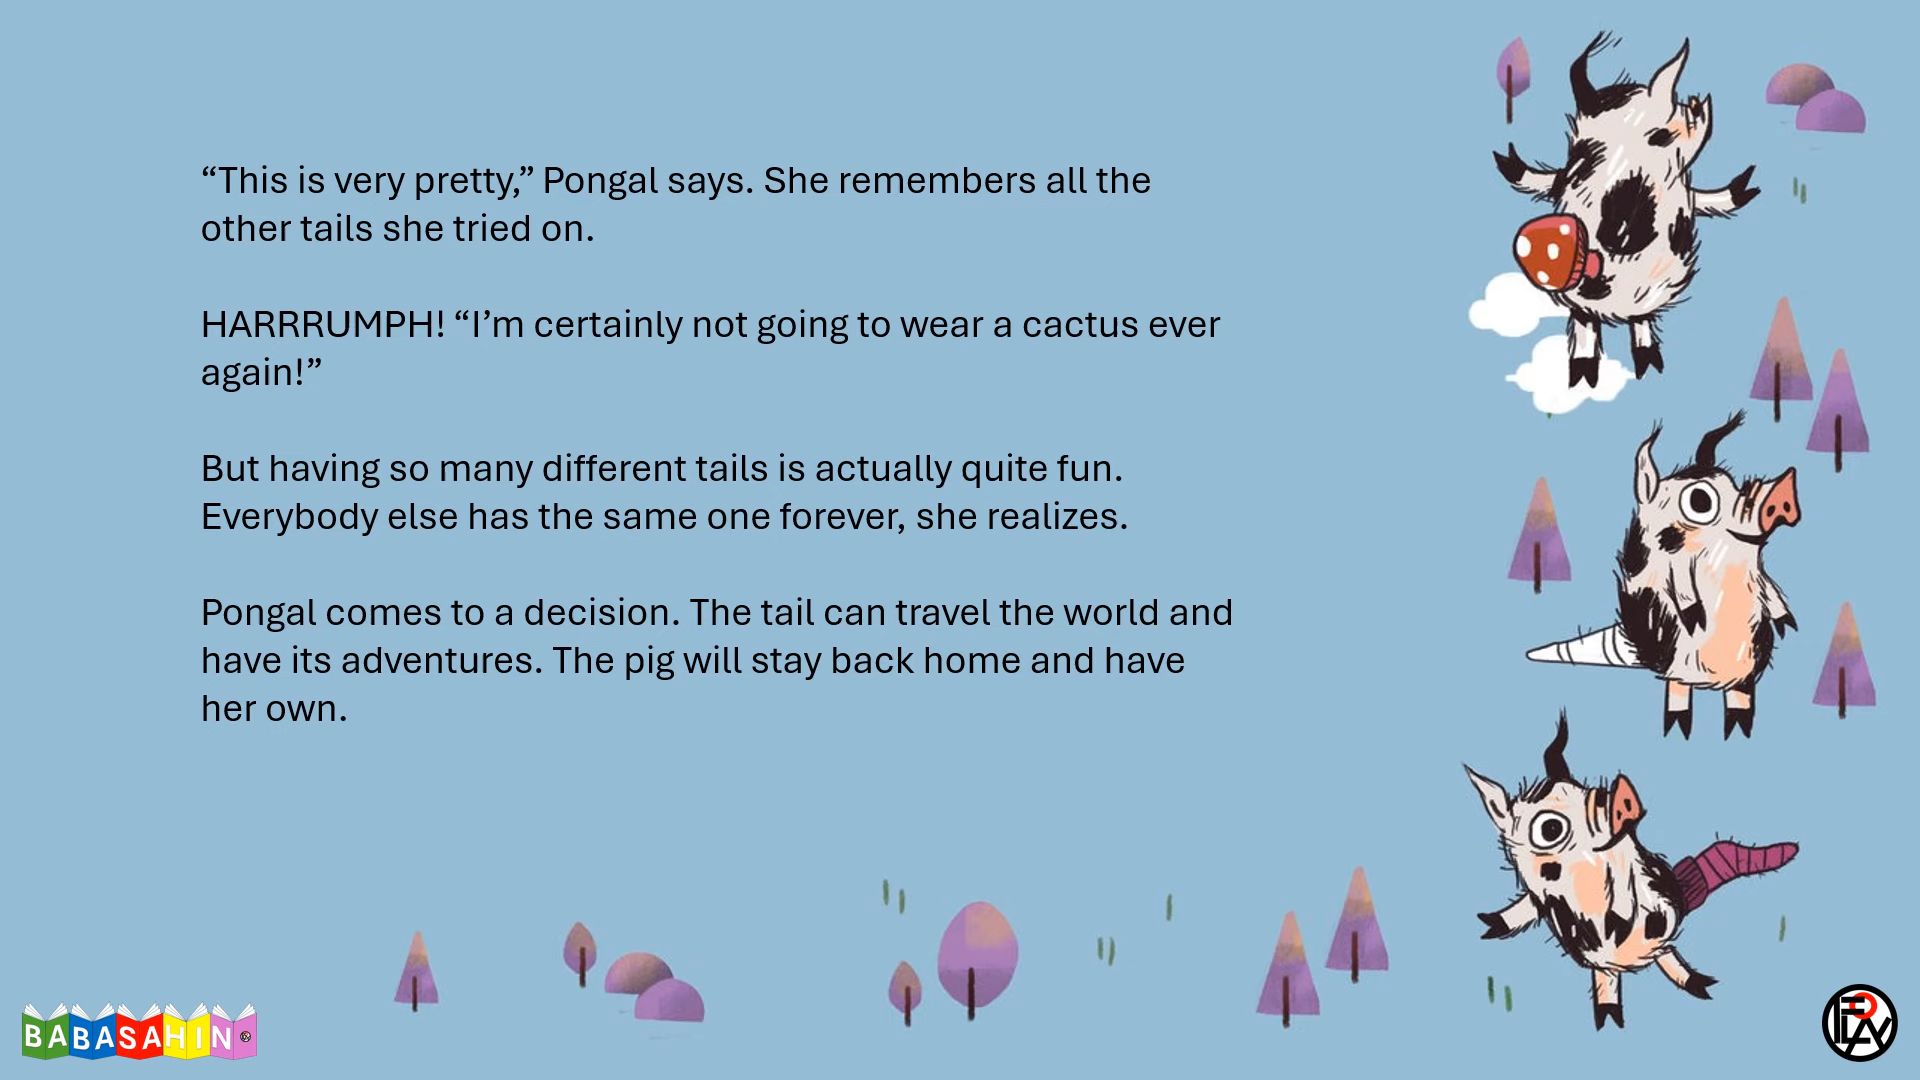 “This is very pretty,” Pongal says. She remembers all the
other tails she tried on.
HARRRUMPH! “I’m certainly not going to wear a cactus ever
again!”
But having so many different tails is actually quite fun.
Everybody else has the same one forever, she realizes.
Pongal comes to a decision. The tail can travel the world and
have its adventures. The pig will stay back home and have
her own.
BABASAHIN